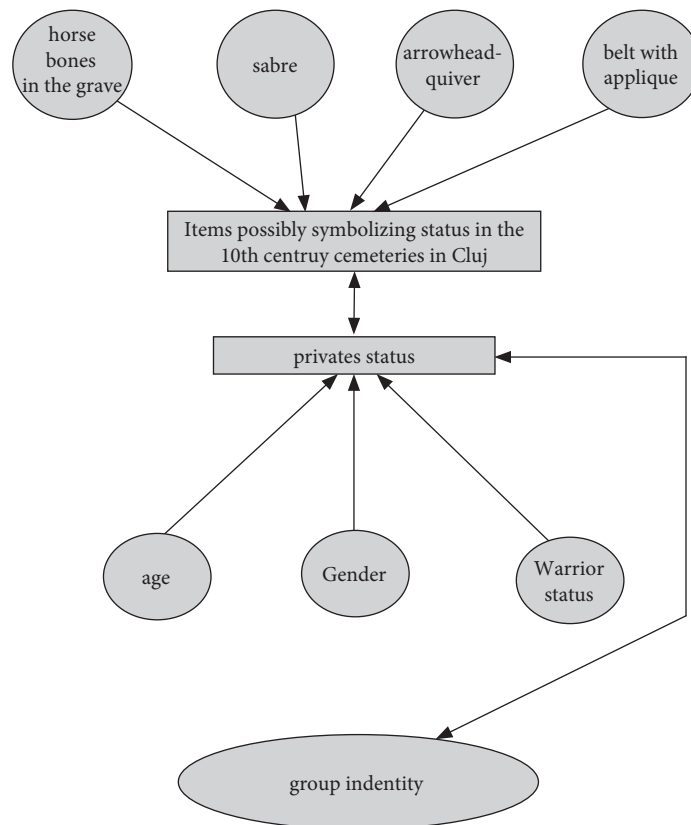 horse
bones
in the grave
sabre
arrowhead-
quiver
belt with
applique
Items possibly symbolizing status in the
10th centruy cemeteries in Cluj
privates status
age
Gender
Warrior
status
group indentity